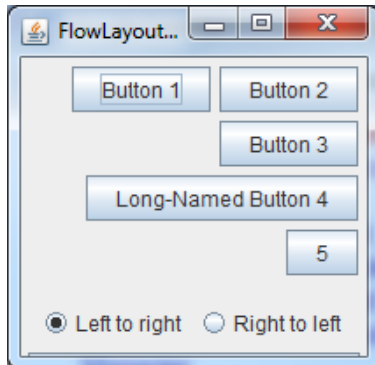 FlowLayout...
Button 1 Button 2
Button 3
Long-Named Button 4
5
Left to right Right to left